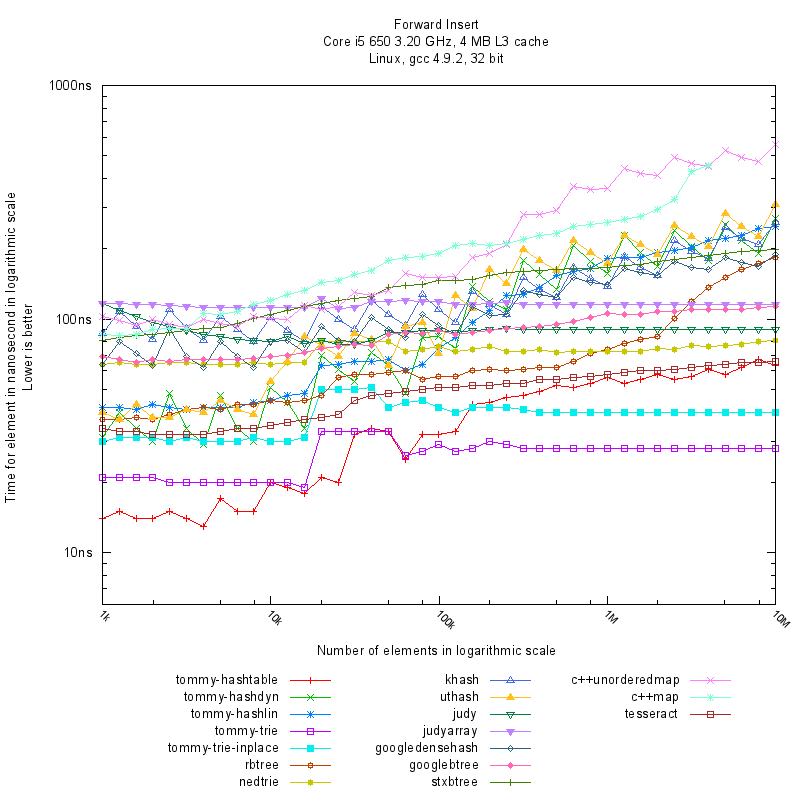 Forward Insert
Core i5 650 3.20 GHz, 4 MB L3 cache
Linux, gcc 4.9.2, 32 bit
Time for element in nanosecond in logarithmic scale
Lower is better
1000ns
100ns
10ns
1k
10k
100k
1M
10M
Number of elements in logarithmic scale
tommy-hashtable
tommy-hashdyn
tommy-hashlin
tommy-trie
tommy-trie-inplace
rbtree
nedtrie
khash
uthash
judy
judyarray
googledensehash
googlebtree
stxbtree
c++unorderedmap
c++map
tesseract